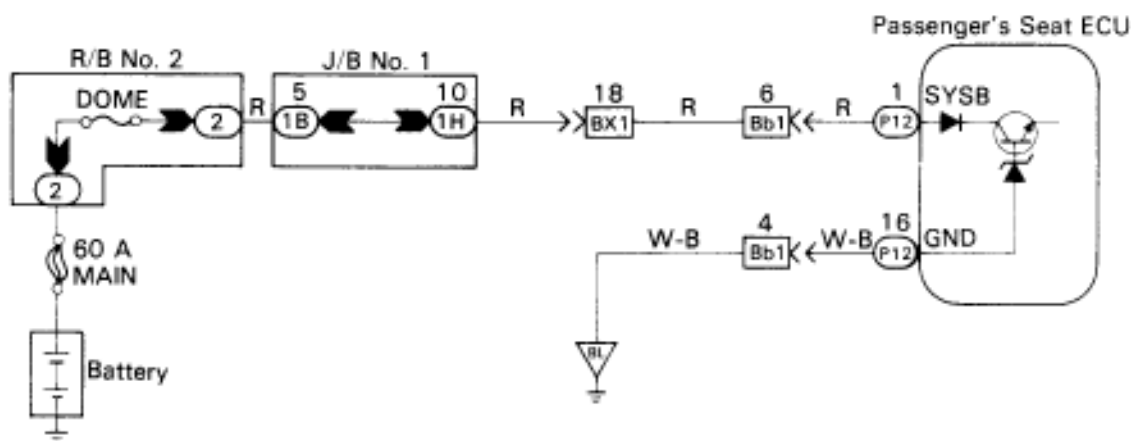 Passenger's Seat ECU
R/B No. 2
J/B No. 1
DOME
2
R
5
1B
10
1H
R
18
BX1
R
6
Bb1
R
1
P12
SYSB
2
60 A
MAIN
Battery
W-B
4
Bb1
W-B
16
P12
GND
BL